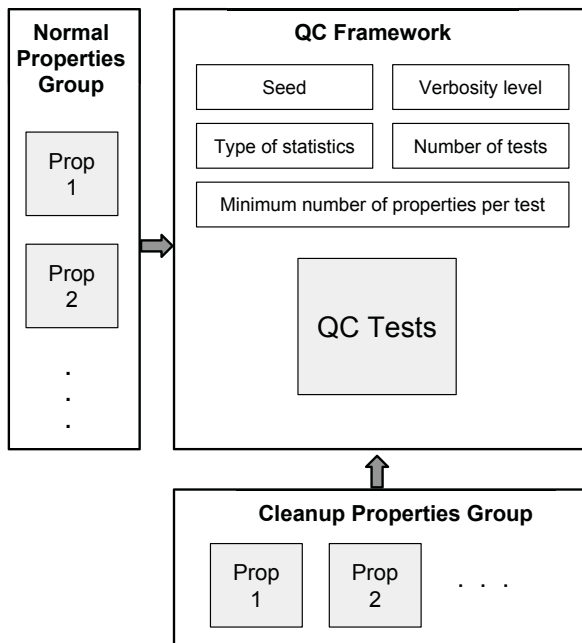 Normal
Properties
Group
Prop
1
Prop
2
.
.
.
QC Framework
Seed
Verbosity level
Type of statistics
Number of tests
Minimum number of properties per test
QC Tests
Cleanup Properties Group
Prop
1
Prop
2
. . .